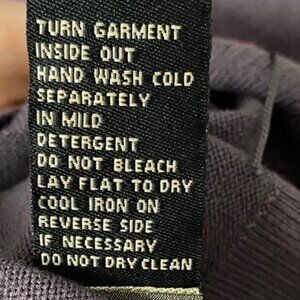 TURN GARMENT
INSIDE OUT
HAND WASH COLD
SEPARATELY
IN MILD
DETERGENT
DO NOT BLEACH
LAY FLAT TO DRY
COOL IRON ON
REVERSE SIDE
IF NECESSARY
DO NOT DRY CLEAN